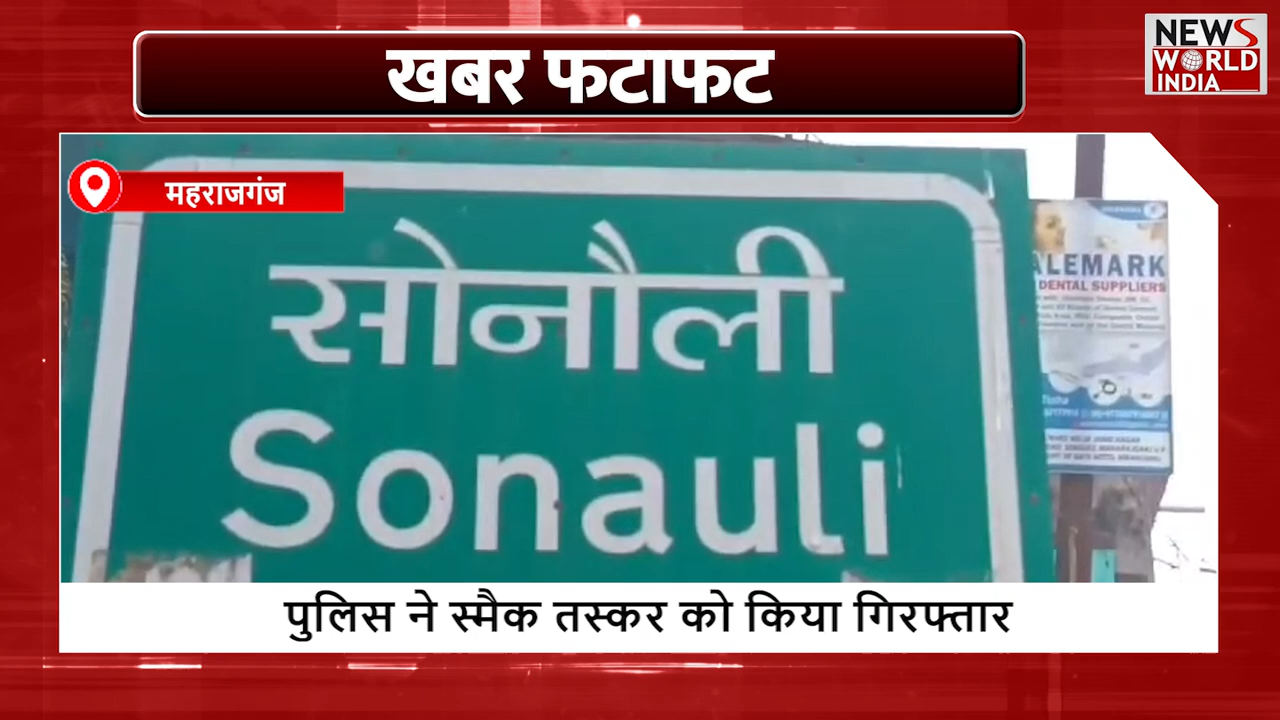 खबर फटाफट
NEWS
WORLD
INDIA
महराजगंज
सोनौली
Sonauli
ALEMARK
DENTAL SUPPLIERS
पुलिस ने स्मैक तस्कर को किया गिरफ्तार